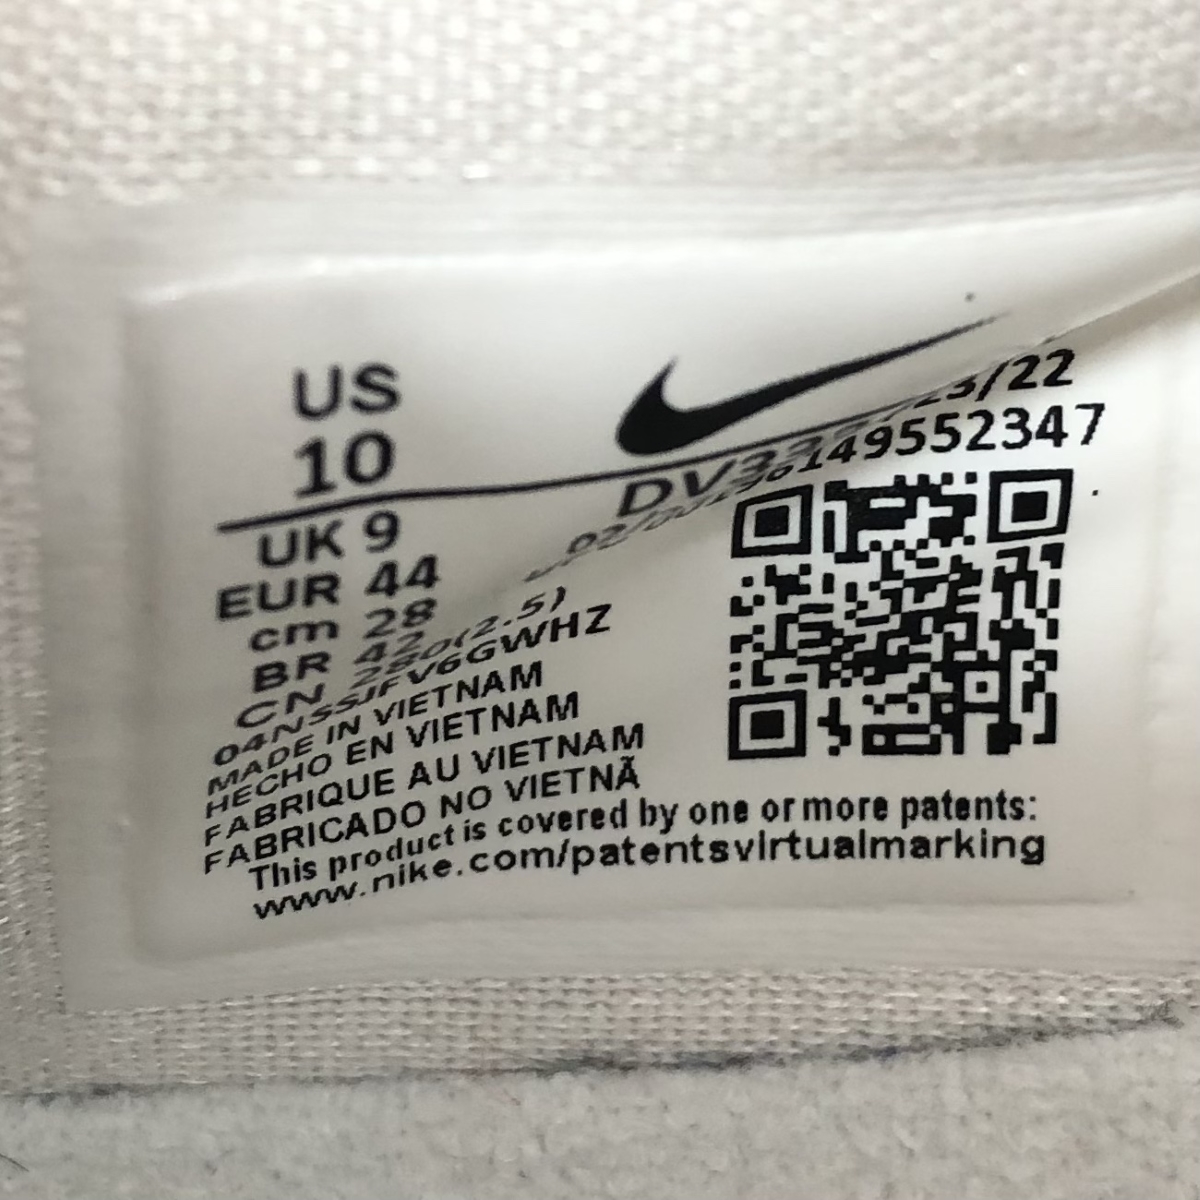 US
10
UK 9
EUR 44
cm 28
BR 42
CN 280(2.5)
04NSSJFV6GWHZ
MADE IN VIETNAM
HECHO EN VIETNAM
FABRIQUE AU VIETNAM
FABRICADO NO VIETNÃ
This product is covered by one or more patents:
www.nike.com/patentsvirtualmarking